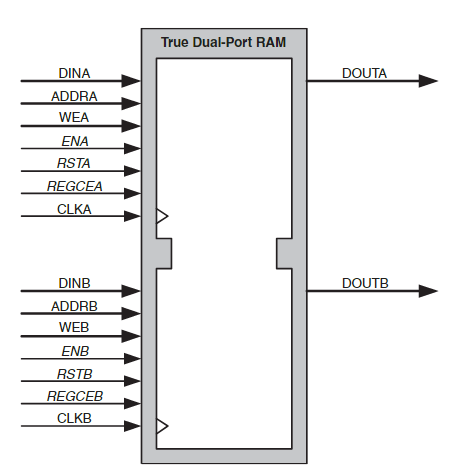 True Dual-Port RAM
DINA
DOUTA
ADDRA
WEA
ENA
RSTA
REGCEA
CLKA
DINB
DOUTB
ADDRB
WEB
ENB
RSTB
REGCEB
CLKB